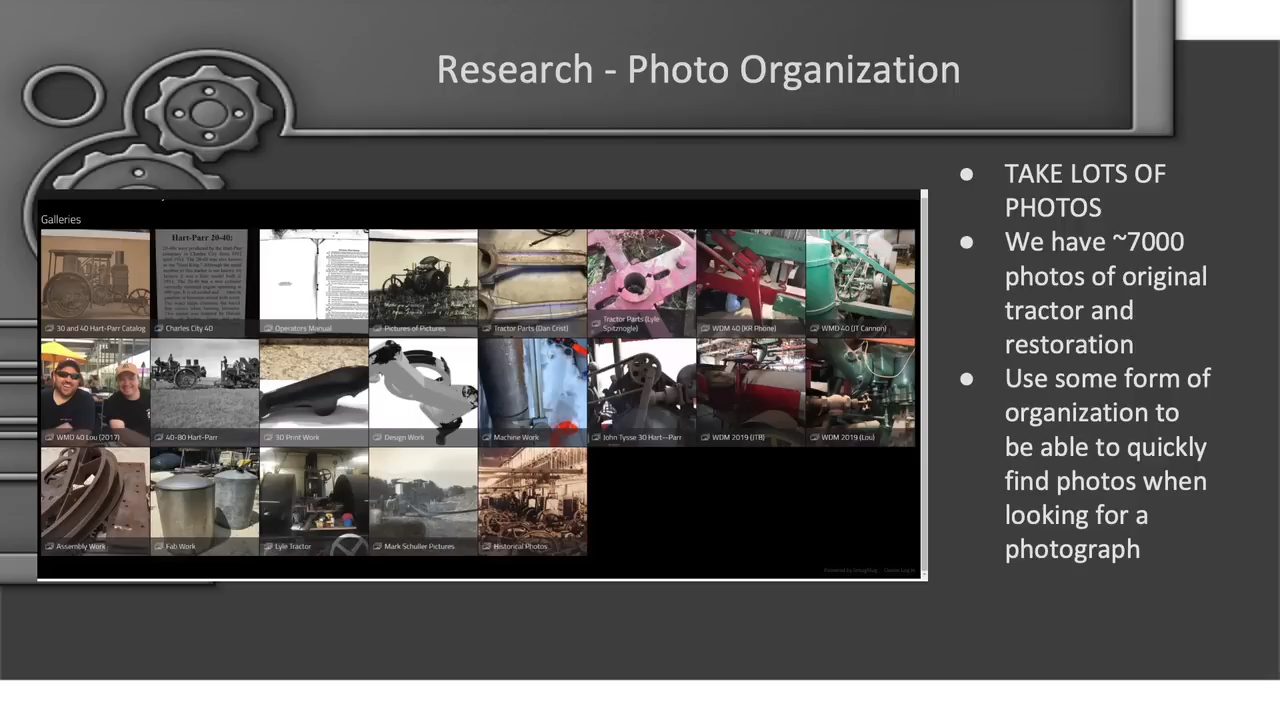 Research - Photo Organization
Galleries
Hart-Parr 20-40:
30 and 40 Hart-Parr Catalog
Charles City 40
Operators Manual
Pictures of Pictures
Tractor Parts (Dan Crist)
Tractor Parts (Lyle
Spitznogle)
WDM 40 (KR Phone)
WMD 40 (JT Cannon)
WMD 40 Lou (2017)
40-80 Hart-Parr
3D Print Work
Design Work
Machine Work
John Tysse 30 Hart--Parr
WDM 2019 (JTB)
WDM 2019 (Lou)
Assembly Work
Fab Work
Lyle Tractor
Mark Schuller Pictures
Historical Photos
● TAKE LOTS OF
PHOTOS
● We have ~7000
photos of original
tractor and
restoration
● Use some form of
organization to
be able to quickly
find photos when
looking for a
photograph